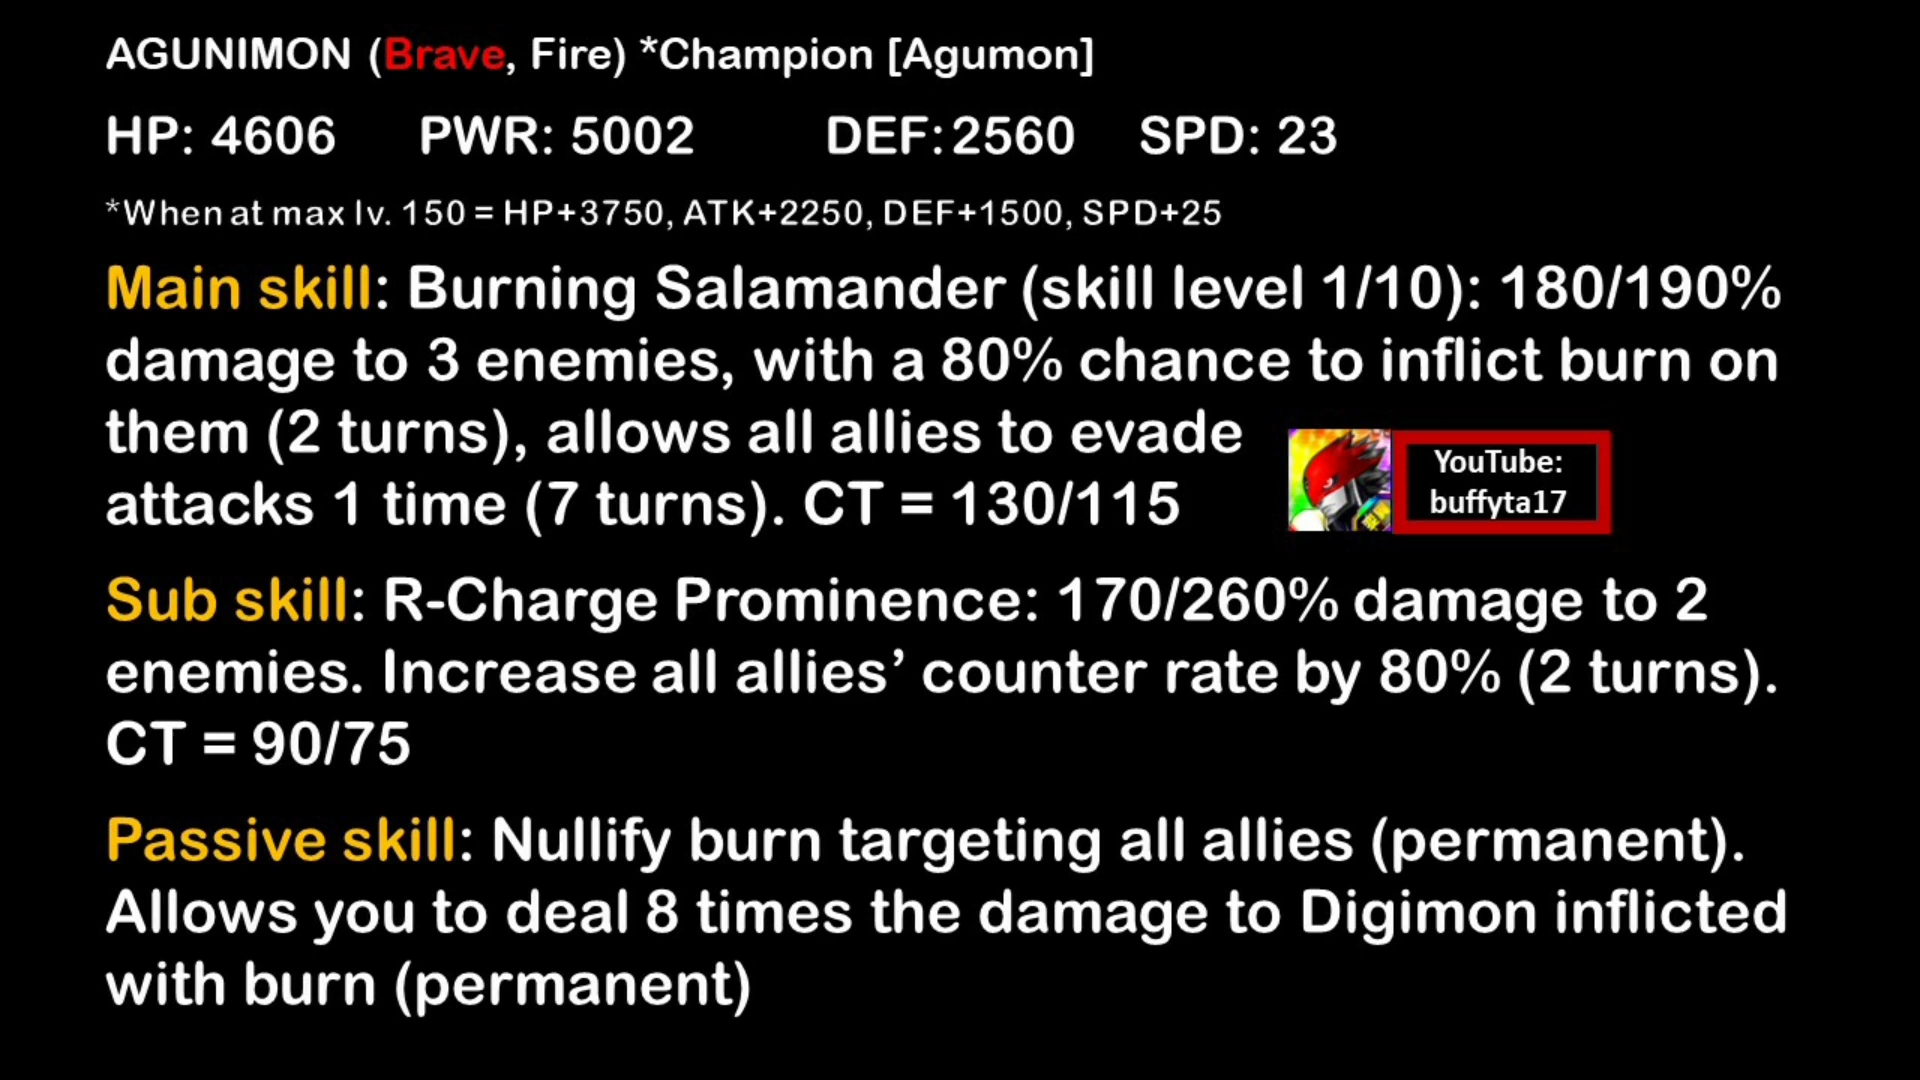 AGUNIMON (Brave, Fire) *Champion [Agumon]
HP: 4606 PWR: 5002 DEF: 2560 SPD: 23
*When at max lv. 150 = HP+3750, ATK+2250, DEF+1500, SPD+25
Main skill: Burning Salamander (skill level 1/10): 180/190%
damage to 3 enemies, with a 80% chance to inflict burn on
them (2 turns), allows all allies to evade
attacks 1 time (7 turns). CT = 130/115
YouTube:
buffyta17
Sub skill: R-Charge Prominence: 170/260% damage to 2
enemies. Increase all allies’ counter rate by 80% (2 turns).
CT = 90/75
Passive skill: Nullify burn targeting all allies (permanent).
Allows you to deal 8 times the damage to Digimon inflicted
with burn (permanent)